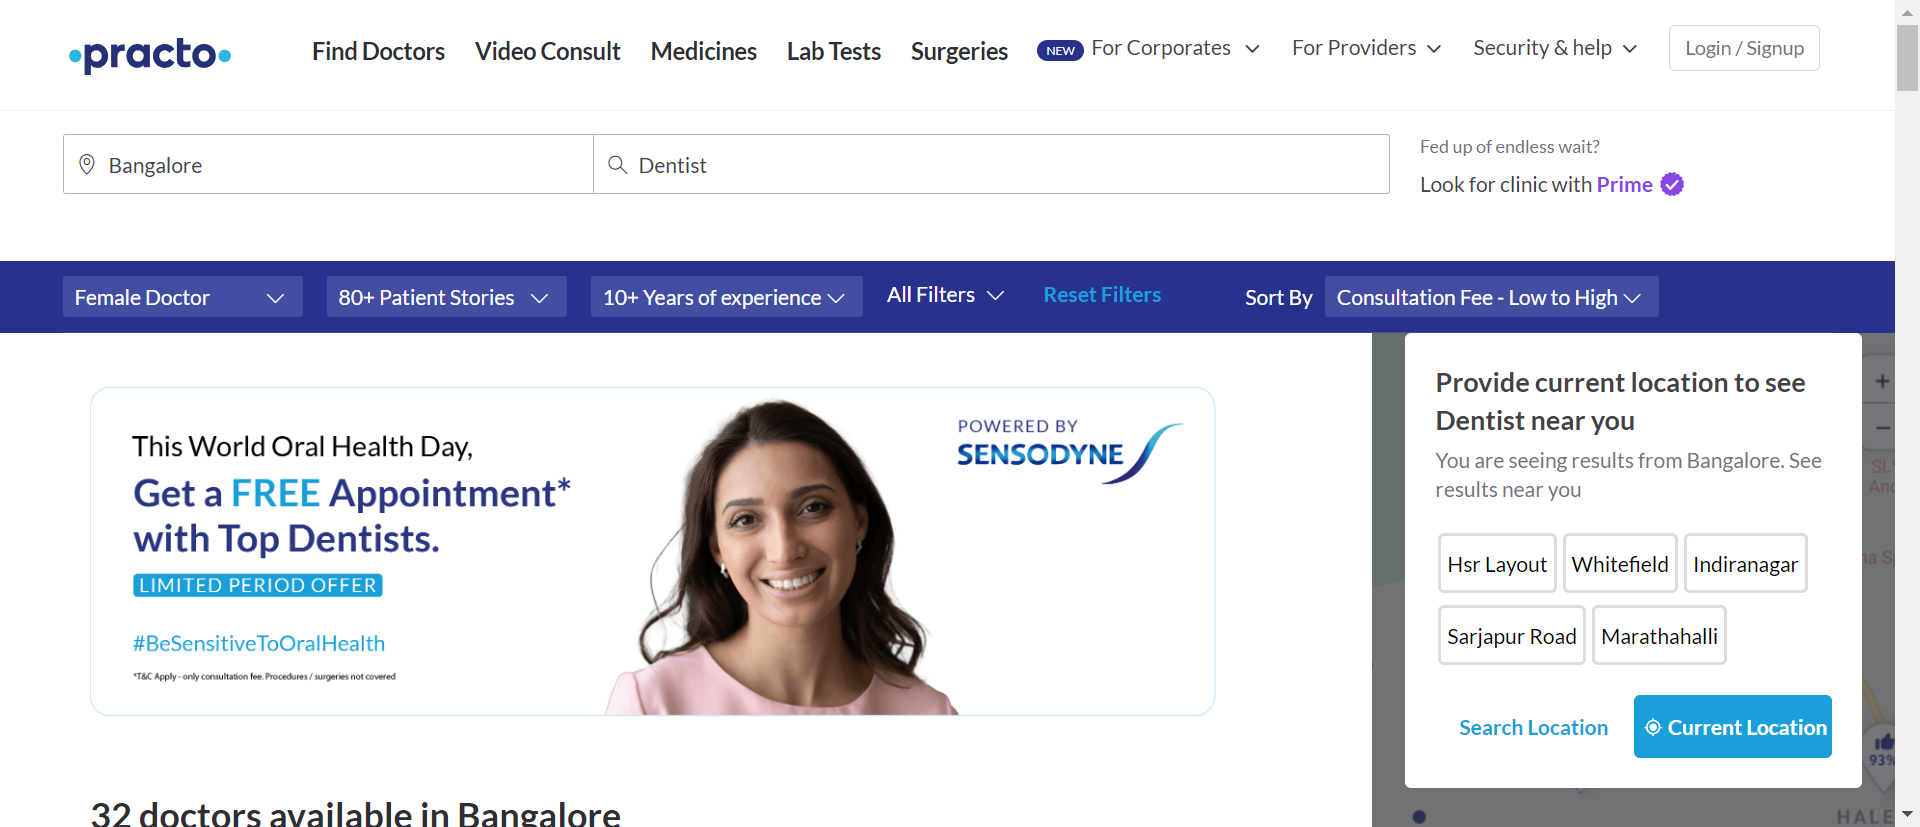 practo
Find Doctors
Video Consult
Medicines
Lab Tests
Surgeries
NEW
For Corporates
For Providers
Security & help
Login / Signup
Bangalore
Dentist
Fed up of endless wait?
Look for clinic with Prime
Female Doctor
80+ Patient Stories
10+ Years of experience
All Filters
Reset Filters
Sort By
Consultation Fee - Low to High
This World Oral Health Day,
Get a FREE Appointment*
with Top Dentists.
LIMITED PERIOD OFFER
#BeSensitiveToOralHealth
*T&C Apply - only consultation fee. Procedures / surgeries not covered
POWERED BY
SENSODYNE
32 doctors available in Bangalore
Provide current location to see
Dentist near you
You are seeing results from Bangalore. See
results near you
Hsr Layout
Whitefield
Indiranagar
Sarjapur Road
Marathahalli
Search Location
Current Location
93%